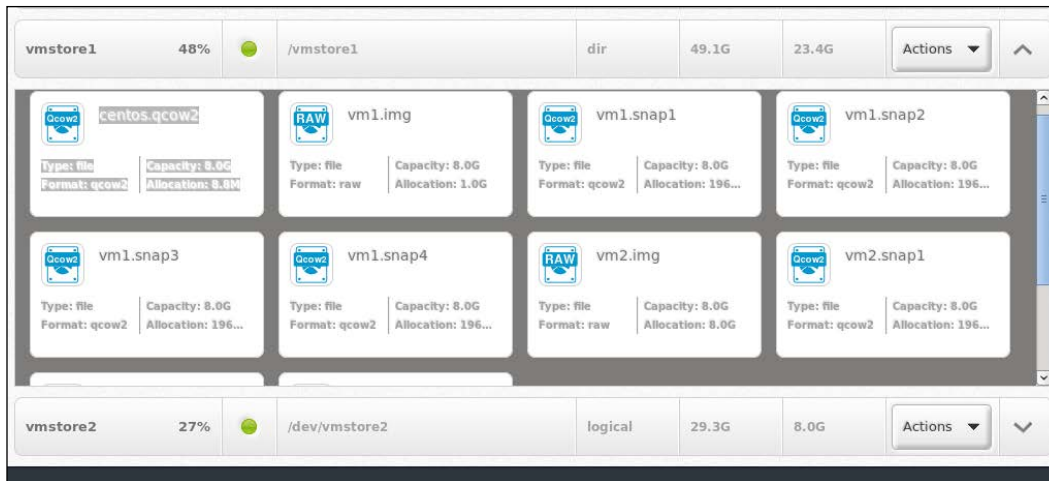 vmstore1 48% /vmstore1 dir 49.1G 23.4G Actions
Qcow2 centos.qcow2
Type: file Capacity: 8.0G
Format: qcow2 Allocation: 8.8M
RAW vm1.img
Type: file Capacity: 8.0G
Format: raw Allocation: 1.0G
Qcow2 vm1.snap1
Type: file Capacity: 8.0G
Format: qcow2 Allocation: 196...
Qcow2 vm1.snap2
Type: file Capacity: 8.0G
Format: qcow2 Allocation: 196...
Qcow2 vm1.snap3
Type: file Capacity: 8.0G
Format: qcow2 Allocation: 196...
Qcow2 vm1.snap4
Type: file Capacity: 8.0G
Format: qcow2 Allocation: 196...
RAW vm2.img
Type: file Capacity: 8.0G
Format: raw Allocation: 8.0G
Qcow2 vm2.snap1
Type: file Capacity: 8.0G
Format: qcow2 Allocation: 196...
vmstore2 27% /dev/vmstore2 logical 29.3G 8.0G Actions